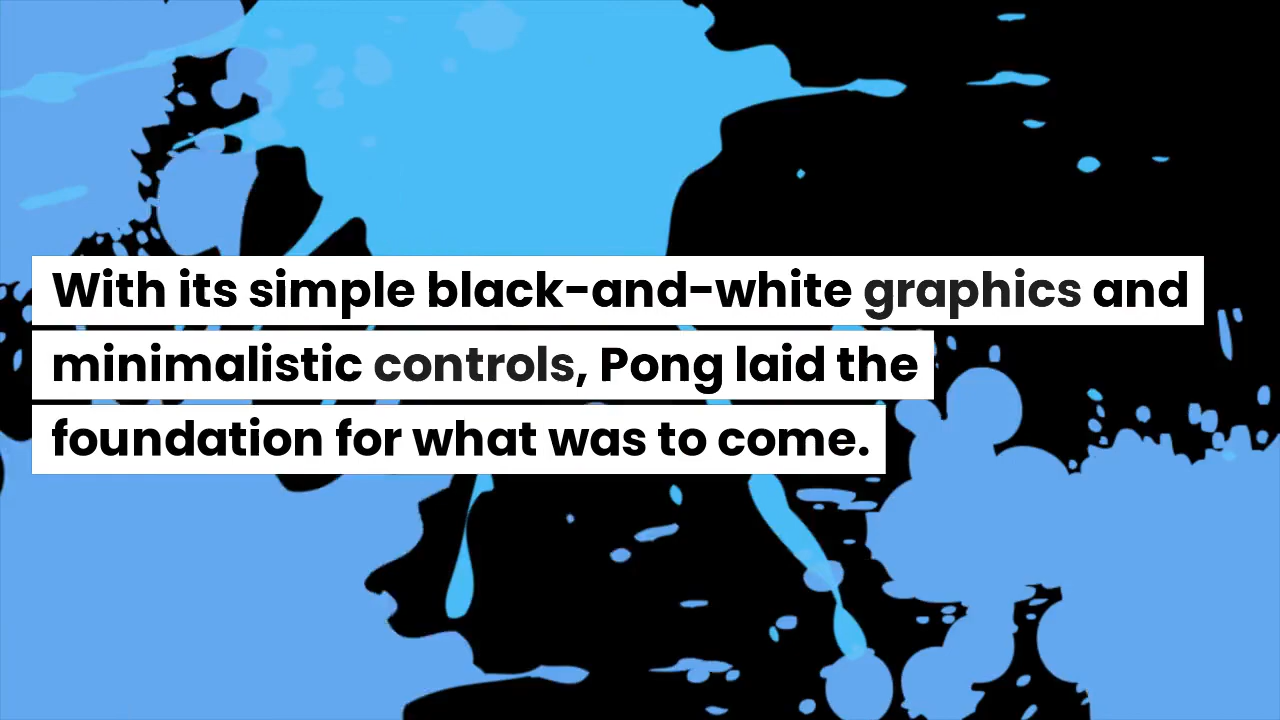 With its simple black-and-white graphics and
minimalistic controls, Pong laid the
foundation for what was to come.